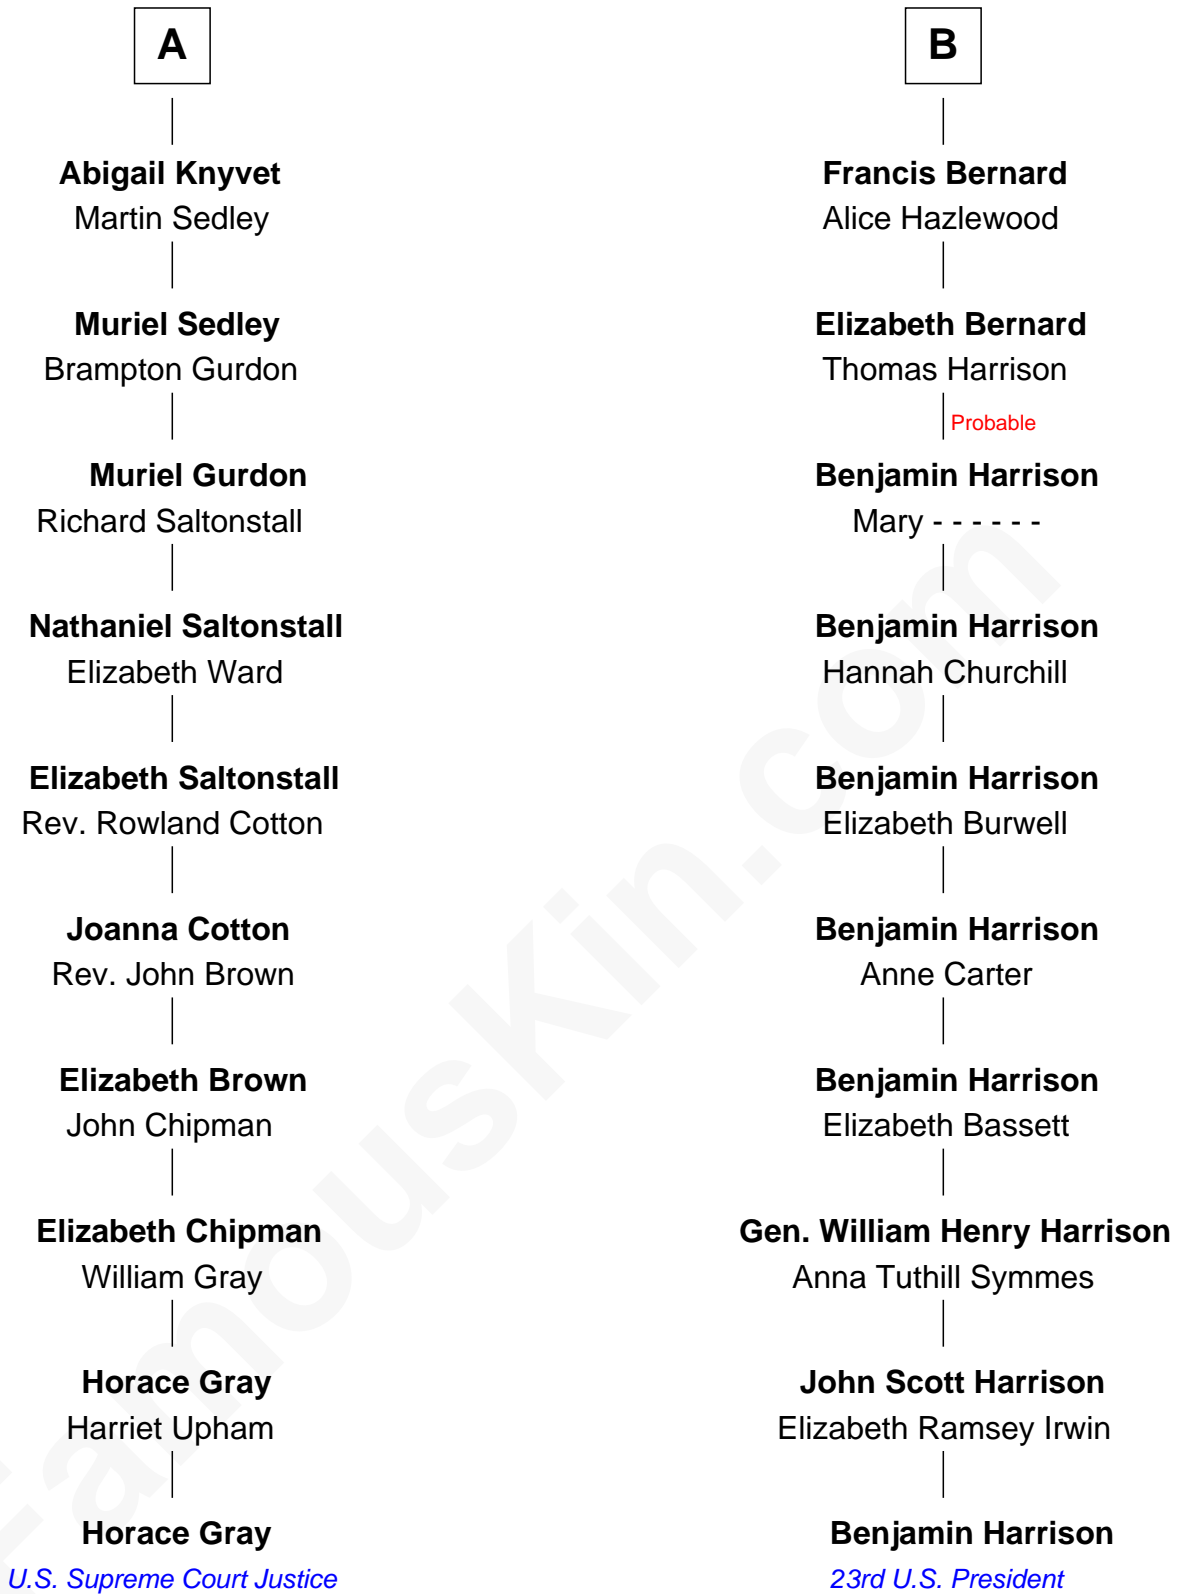 A
Abigail Knyvet
Martin Sedley
Muriel Sedley
Brampton Gurdon
Muriel Gurdon
Richard Saltonstall
Nathaniel Saltonstall
Elizabeth Ward
Elizabeth Saltonstall
Rev. Rowland Cotton
Joanna Cotton
Rev. John Brown
Elizabeth Brown
John Chipman
Elizabeth Chipman
William Gray
Horace Gray
Harriet Upham
Horace Gray
U.S. Supreme Court Justice
B
Francis Bernard
Alice Hazlewood
Elizabeth Bernard
Thomas Harrison
Probable
Benjamin Harrison
Mary - - - - - -
Benjamin Harrison
Hannah Churchill
Benjamin Harrison
Elizabeth Burwell
Benjamin Harrison
Anne Carter
Benjamin Harrison
Elizabeth Bassett
Gen. William Henry Harrison
Anna Tuthill Symmes
John Scott Harrison
Elizabeth Ramsey Irwin
Benjamin Harrison
23rd U.S. President
FamousKin.com